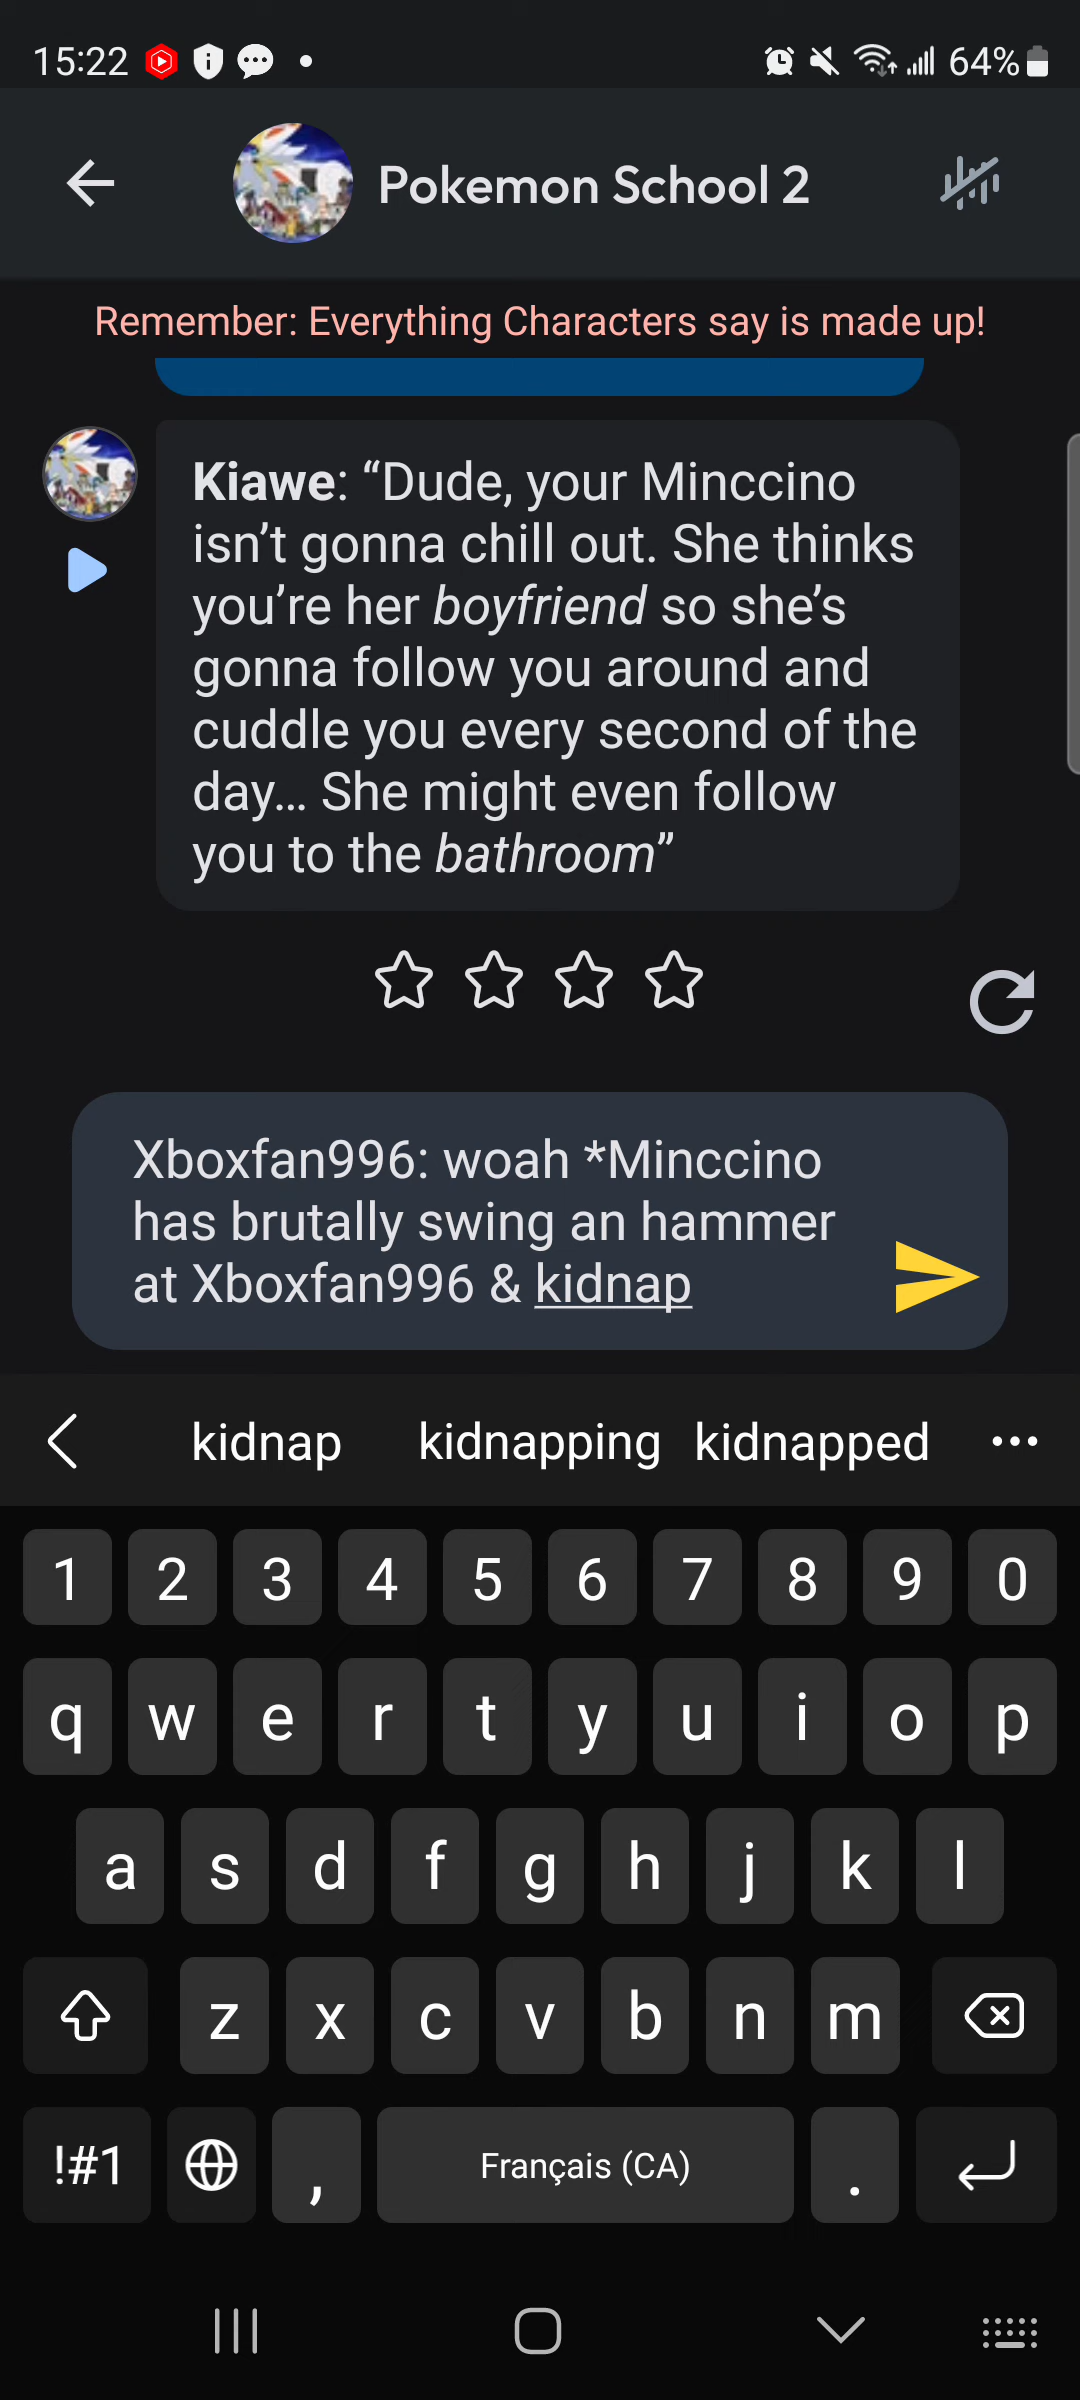 15:22
64%
Pokemon School 2
Remember: Everything Characters say is made up!
Kiawe: “Dude, your Minccino
isn’t gonna chill out. She thinks
you’re her boyfriend so she’s
gonna follow you around and
cuddle you every second of the
day... She might even follow
you to the bathroom”
Xboxfan996: woah *Minccino
has brutally swing an hammer
at Xboxfan996 & kidnap
kidnap kidnapping kidnapped
1 2 3 4 5 6 7 8 9 0
q w e r t y u i o p
a s d f g h j k l
z x c v b n m
!#1 , Français (CA) .